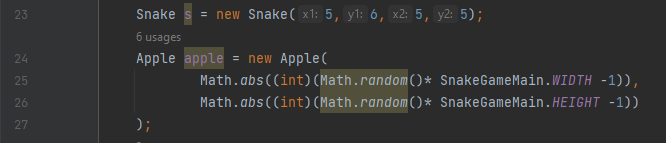 23 Snake s = new Snake( x1: 5, y1: 6, x2: 5, y2: 5);
6 usages
24 Apple apple = new Apple(
25 Math.abs((int)(Math.random()* SnakeGameMain.WIDTH -1)),
26 Math.abs((int)(Math.random()* SnakeGameMain.HEIGHT -1))
27 );